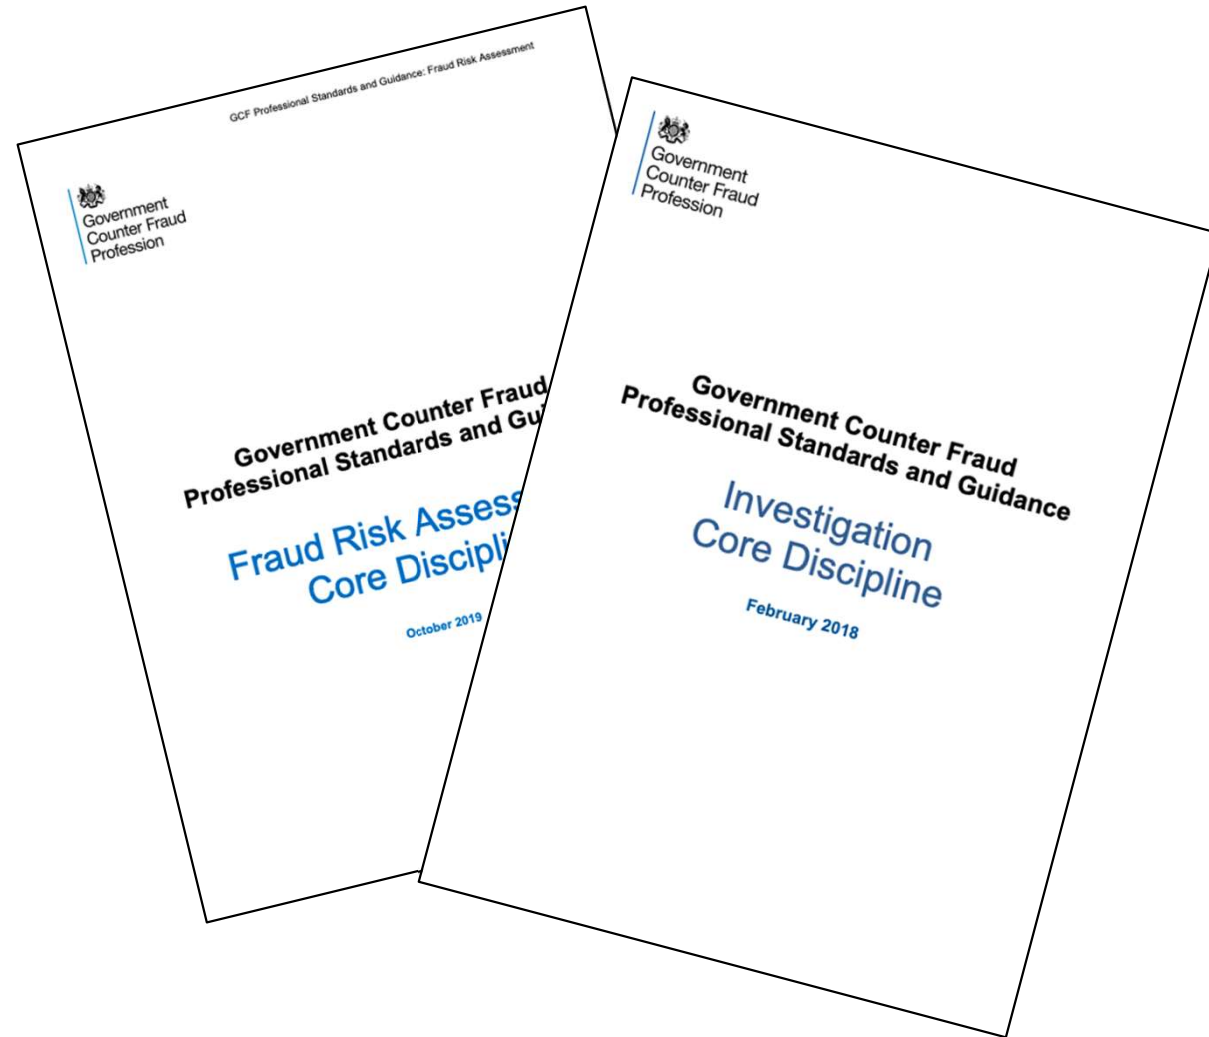 GCF Professional Standards and Guidance: Fraud Risk Assessment
Government
Counter Fraud
Profession
Government Counter Fraud
Professional Standards and Gui
Fraud Risk Assess
Core Discipli
October 2019
Government
Counter Fraud
Profession
Government Counter Fraud
Professional Standards and Guidance
Investigation
Core Discipline
February 2018